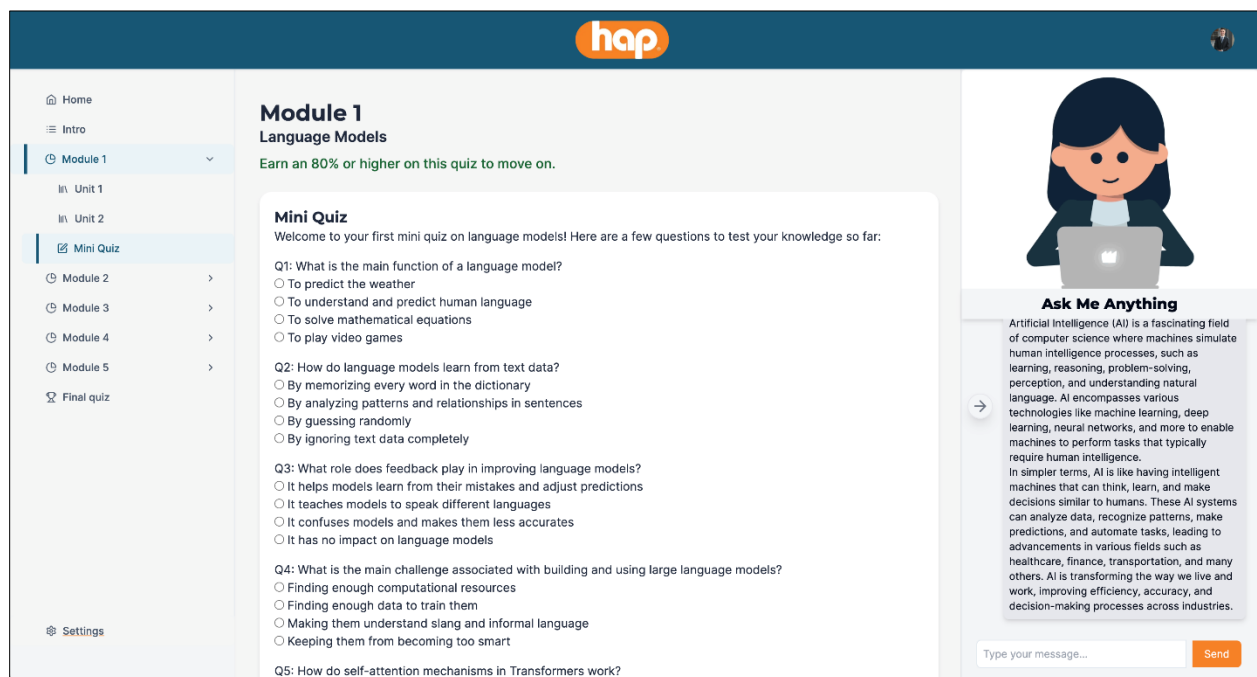 hap
Home
Intro
Module 1
Unit 1
Unit 2
Mini Quiz
Module 2
Module 3
Module 4
Module 5
Final quiz
Settings
Module 1
Language Models
Earn an 80% or higher on this quiz to move on.
Mini Quiz
Welcome to your first mini quiz on language models! Here are a few questions to test your knowledge so far:
Q1: What is the main function of a language model?
To predict the weather
To understand and predict human language
To solve mathematical equations
To play video games
Q2: How do language models learn from text data?
By memorizing every word in the dictionary
By analyzing patterns and relationships in sentences
By guessing randomly
By ignoring text data completely
Q3: What role does feedback play in improving language models?
It helps models learn from their mistakes and adjust predictions
It teaches models to speak different languages
It confuses models and makes them less accurates
It has no impact on language models
Q4: What is the main challenge associated with building and using large language models?
Finding enough computational resources
Finding enough data to train them
Making them understand slang and informal language
Keeping them from becoming too smart
Q5: How do self-attention mechanisms in Transformers work?
Ask Me Anything
Artificial Intelligence (AI) is a fascinating field
of computer science where machines simulate
human intelligence processes, such as
learning, reasoning, problem-solving,
perception, and understanding natural
language. AI encompasses various
technologies like machine learning, deep
learning, neural networks, and more to enable
machines to perform tasks that typically
require human intelligence.
In simpler terms, AI is like having intelligent
machines that can think, learn, and make
decisions similar to humans. These AI systems
can analyze data, recognize patterns, make
predictions, and automate tasks, leading to
advancements in various fields such as
healthcare, finance, transportation, and many
others. AI is transforming the way we live and
work, improving efficiency, accuracy, and
decision-making processes across industries.
Type your message...
Send